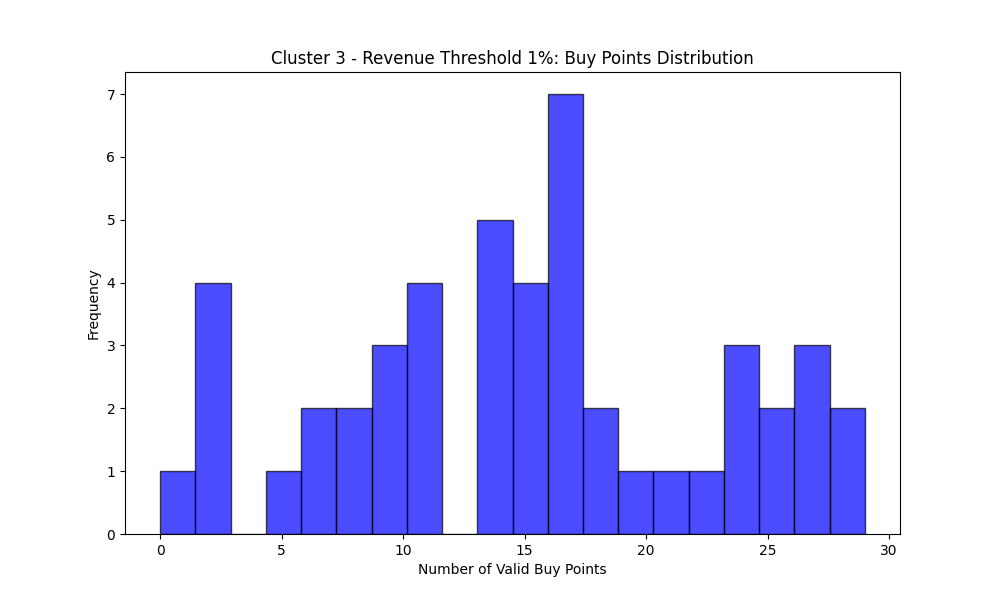 Cluster 3 - Revenue Threshold 1%: Buy Points Distribution
7
6
5
4
3
2
1
0
Frequency
0 5 10 15 20 25 30
Number of Valid Buy Points